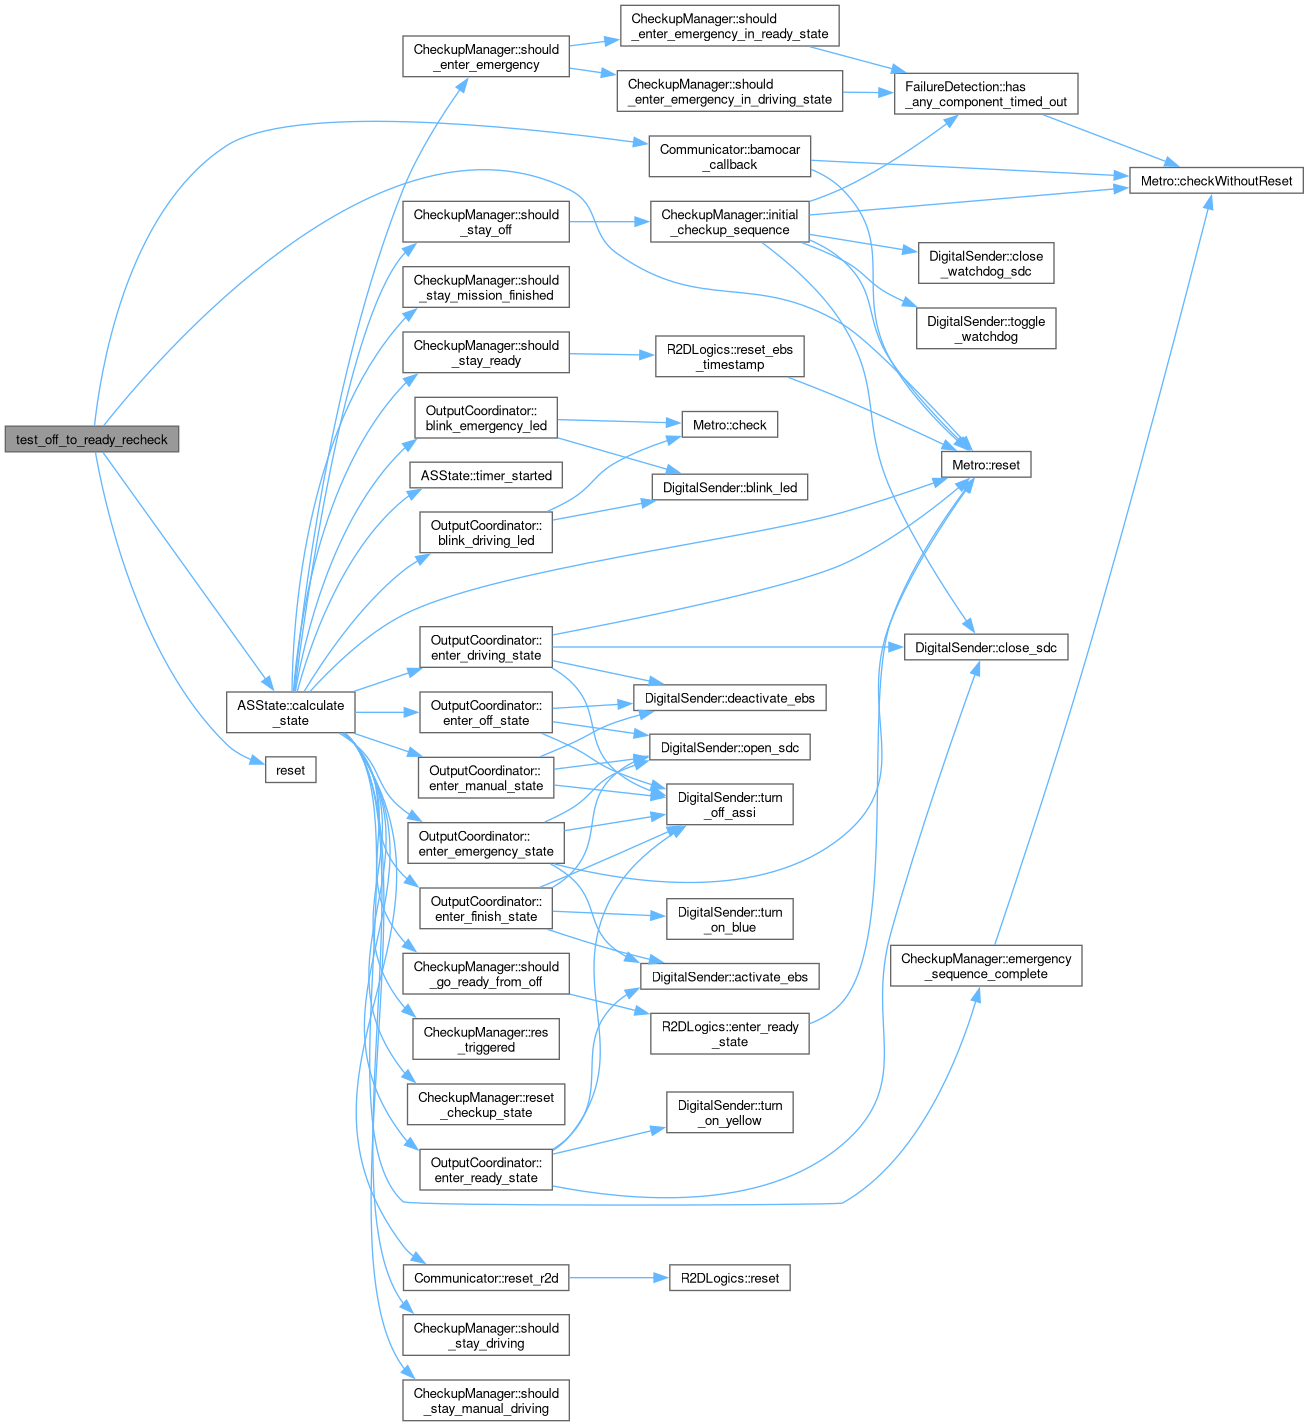 test_off_to_ready_recheck
ASState::calculate
_state
reset
CheckupManager::should
_enter_emergency
CheckupManager::should
_stay_off
CheckupManager::should
_stay_mission_finished
CheckupManager::should
_stay_ready
OutputCoordinator::
blink_emergency_led
ASState::timer_started
OutputCoordinator::
blink_driving_led
OutputCoordinator::
enter_driving_state
OutputCoordinator::
enter_off_state
OutputCoordinator::
enter_manual_state
OutputCoordinator::
enter_emergency_state
OutputCoordinator::
enter_finish_state
CheckupManager::should
_go_ready_from_off
CheckupManager::res
_triggered
CheckupManager::reset
_checkup_state
OutputCoordinator::
enter_ready_state
Communicator::reset_r2d
CheckupManager::should
_stay_driving
CheckupManager::should
_stay_manual_driving
CheckupManager::should
_enter_emergency_in_ready_state
CheckupManager::should
_enter_emergency_in_driving_state
Communicator::bamocar
_callback
CheckupManager::initial
_checkup_sequence
R2DLogics::reset_ebs
_timestamp
Metro::check
DigitalSender::blink_led
DigitalSender::deactivate_ebs
DigitalSender::open_sdc
DigitalSender::turn
_off_assi
DigitalSender::turn
_on_blue
DigitalSender::activate_ebs
R2DLogics::enter_ready
_state
DigitalSender::turn
_on_yellow
R2DLogics::reset
FailureDetection::has
_any_component_timed_out
DigitalSender::close
_watchdog_sdc
DigitalSender::toggle
_watchdog
Metro::reset
DigitalSender::close_sdc
CheckupManager::emergency
_sequence_complete
Metro::checkWithoutReset